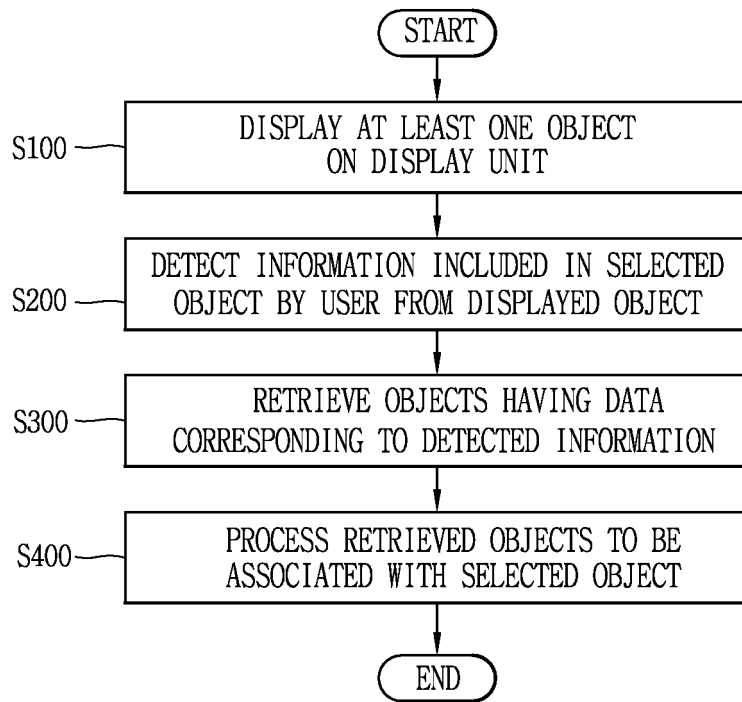 START
S100
DISPLAY AT LEAST ONE OBJECT
ON DISPLAY UNIT
S200
DETECT INFORMATION INCLUDED IN SELECTED
OBJECT BY USER FROM DISPLAYED OBJECT
S300
RETRIEVE OBJECTS HAVING DATA
CORRESPONDING TO DETECTED INFORMATION
S400
PROCESS RETRIEVED OBJECTS TO BE
ASSOCIATED WITH SELECTED OBJECT
END